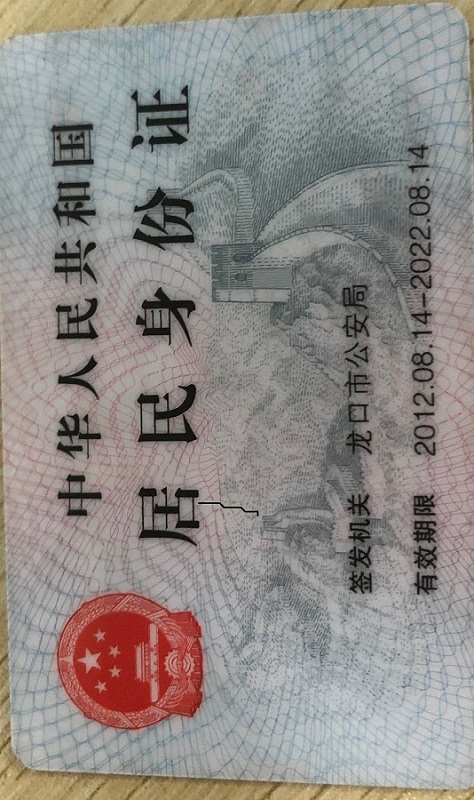 中华人民共和国
居民身份证
签发机关 龙口市公安局
有效期限 2012.08.14-2022.08.14